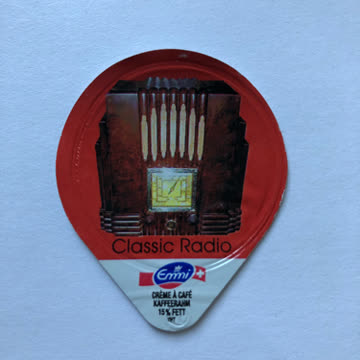 Classic Radio
Emmi
CRÈME À CAFÉ
KAFFEERAHM
15% FETT